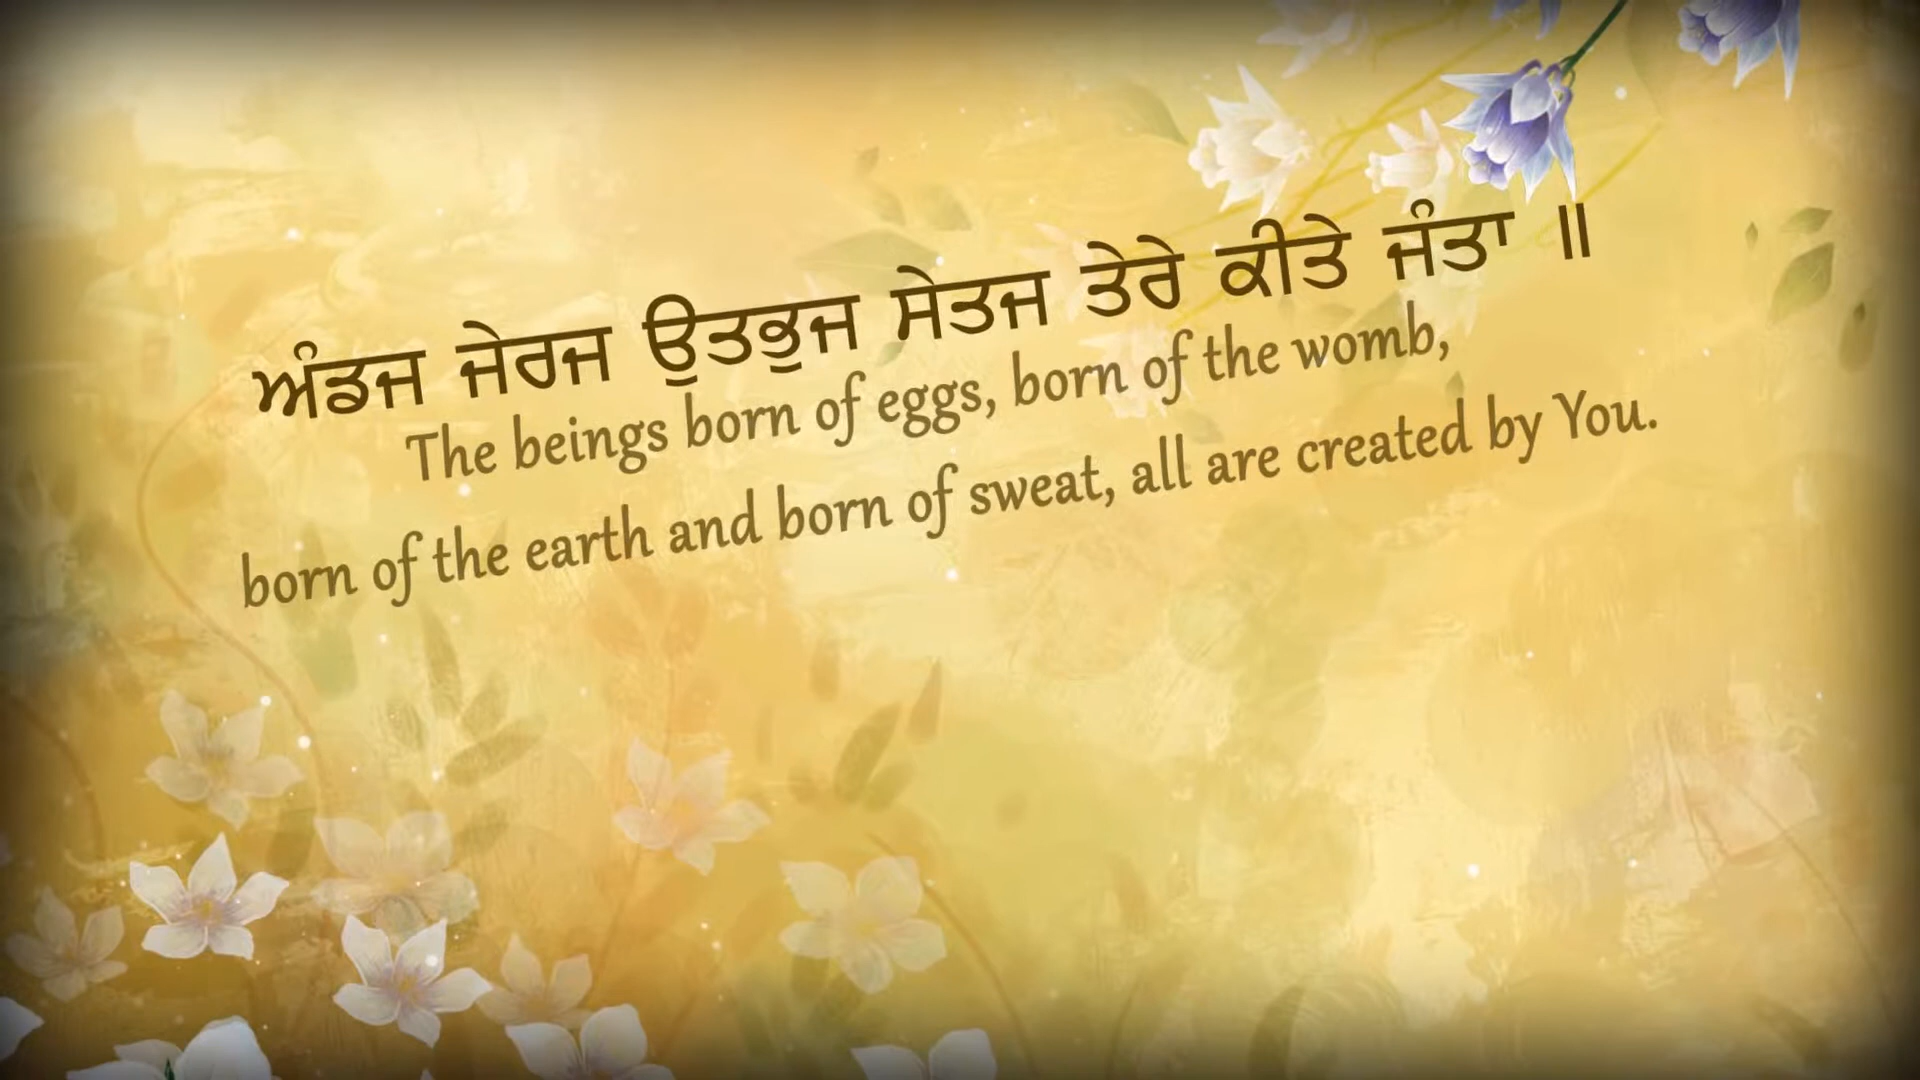 ਅੰਡਜ ਜੇਰਜ ਉਤਭੁਜ ਸੇਤਜ ਤੇਰੇ ਕੀਤੇ ਜੰਤਾ ॥
The beings born of eggs, born of the womb,
born of the earth and born of sweat, all are created by You.